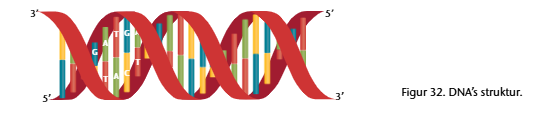 3’ 5’
G A T G
T A C T
5’ 3’
Figur 32. DNA’s struktur.